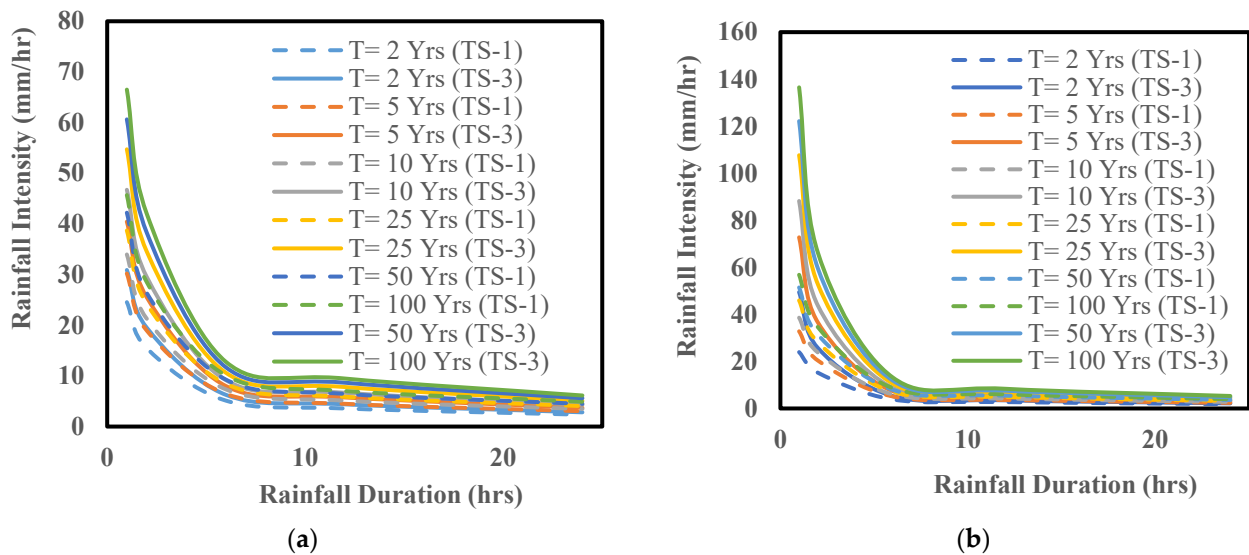 80
70
60
50
40
30
20
10
0
Rainfall Intensity (mm/hr)
T= 2 Yrs (TS-1)
T= 2 Yrs (TS-3)
T= 5 Yrs (TS-1)
T= 5 Yrs (TS-3)
T= 10 Yrs (TS-1)
T= 10 Yrs (TS-3)
T= 25 Yrs (TS-1)
T= 25 Yrs (TS-3)
T= 50 Yrs (TS-1)
T= 100 Yrs (TS-1)
T= 50 Yrs (TS-3)
T= 100 Yrs (TS-3)
0 10 20
Rainfall Duration (hrs)
(a)
160
140
120
100
80
60
40
20
0
Rainfall Intensity (mm/hr)
T= 2 Yrs (TS-1)
T= 2 Yrs (TS-3)
T= 5 Yrs (TS-1)
T= 5 Yrs (TS-3)
T= 10 Yrs (TS-1)
T= 10 Yrs (TS-3)
T= 25 Yrs (TS-1)
T= 25 Yrs (TS-3)
T= 50 Yrs (TS-1)
T= 100 Yrs (TS-1)
T= 50 Yrs (TS-3)
T= 100 Yrs (TS-3)
0 10 20
Rainfall Duration (hrs)
(b)